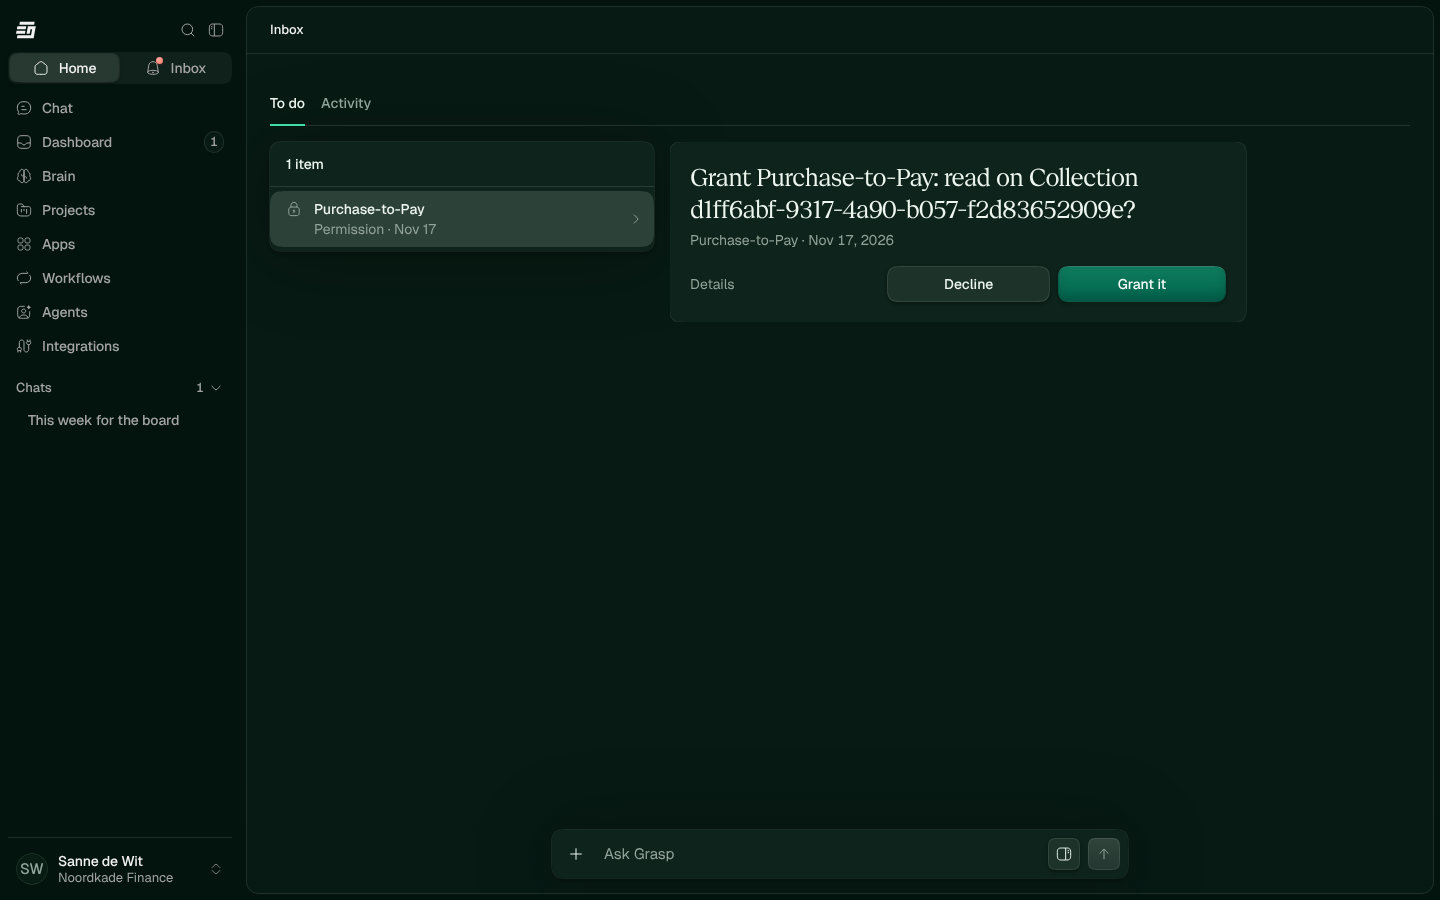 Home
Inbox
Chat
Dashboard
1
Brain
Projects
Apps
Workflows
Agents
Integrations
Chats
1
This week for the board
SW
Sanne de Wit
Noordkade Finance
Inbox
To do
Activity
1 item
Purchase-to-Pay
Permission · Nov 17
Grant Purchase-to-Pay: read on Collection
d1ff6abf-9317-4a90-b057-f2d83652909e?
Purchase-to-Pay · Nov 17, 2026
Details
Decline
Grant it
Ask Grasp